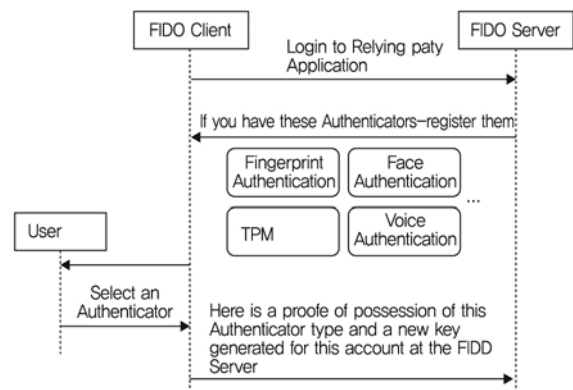 FIDO Client
FIDO Server
Login to Relying paty
Application
If you have these Authenticators-register them
Fingerprint
Authentication
Face
Authentication
...
TPM
Voice
Authentication
User
Select an
Authenticator
Here is a proofe of possession of this
Authenticator type and a new key
generated for this account at the FIDD
Server